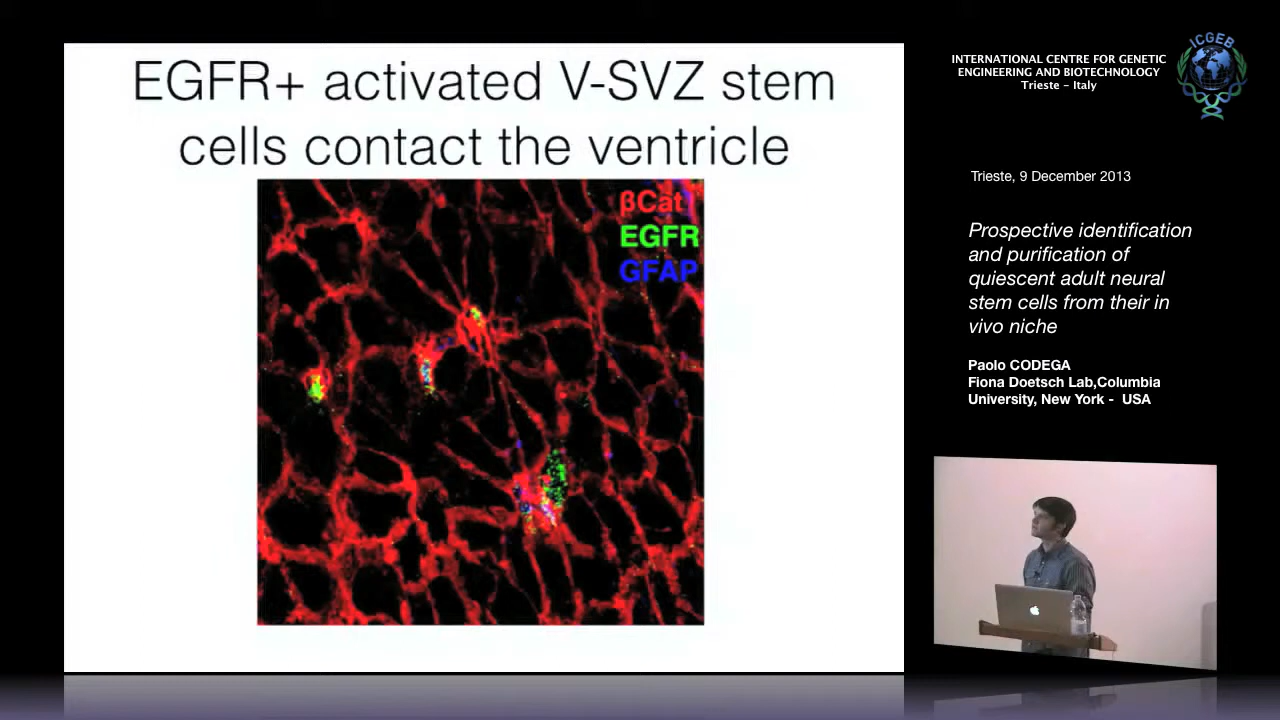 EGFR+ activated V-SVZ stem
cells contact the ventricle
βCat
EGFR
GFAP
INTERNATIONAL CENTRE FOR GENETIC
ENGINEERING AND BIOTECHNOLOGY
Trieste – Italy
ICGEB
Trieste, 9 December 2013
Prospective identification
and purification of
quiescent adult neural
stem cells from their in
vivo niche
Paolo CODEGA
Fiona Doetsch Lab,Columbia
University, New York - USA